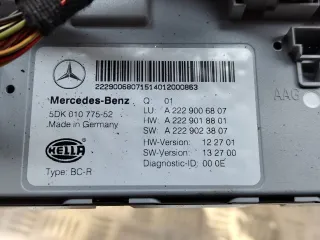 22290068071514012000863
Mercedes-Benz Q: 01
5DK 010 775-52 LU: A 222 900 68 07
Made in Germany HW: A 222 901 88 01
SW: A 222 902 38 07
HELLA HW-Version: 12 27 01
SW-Version: 13 27 00
Type: BC-R Diagnostic-ID: 00 0E
AAG